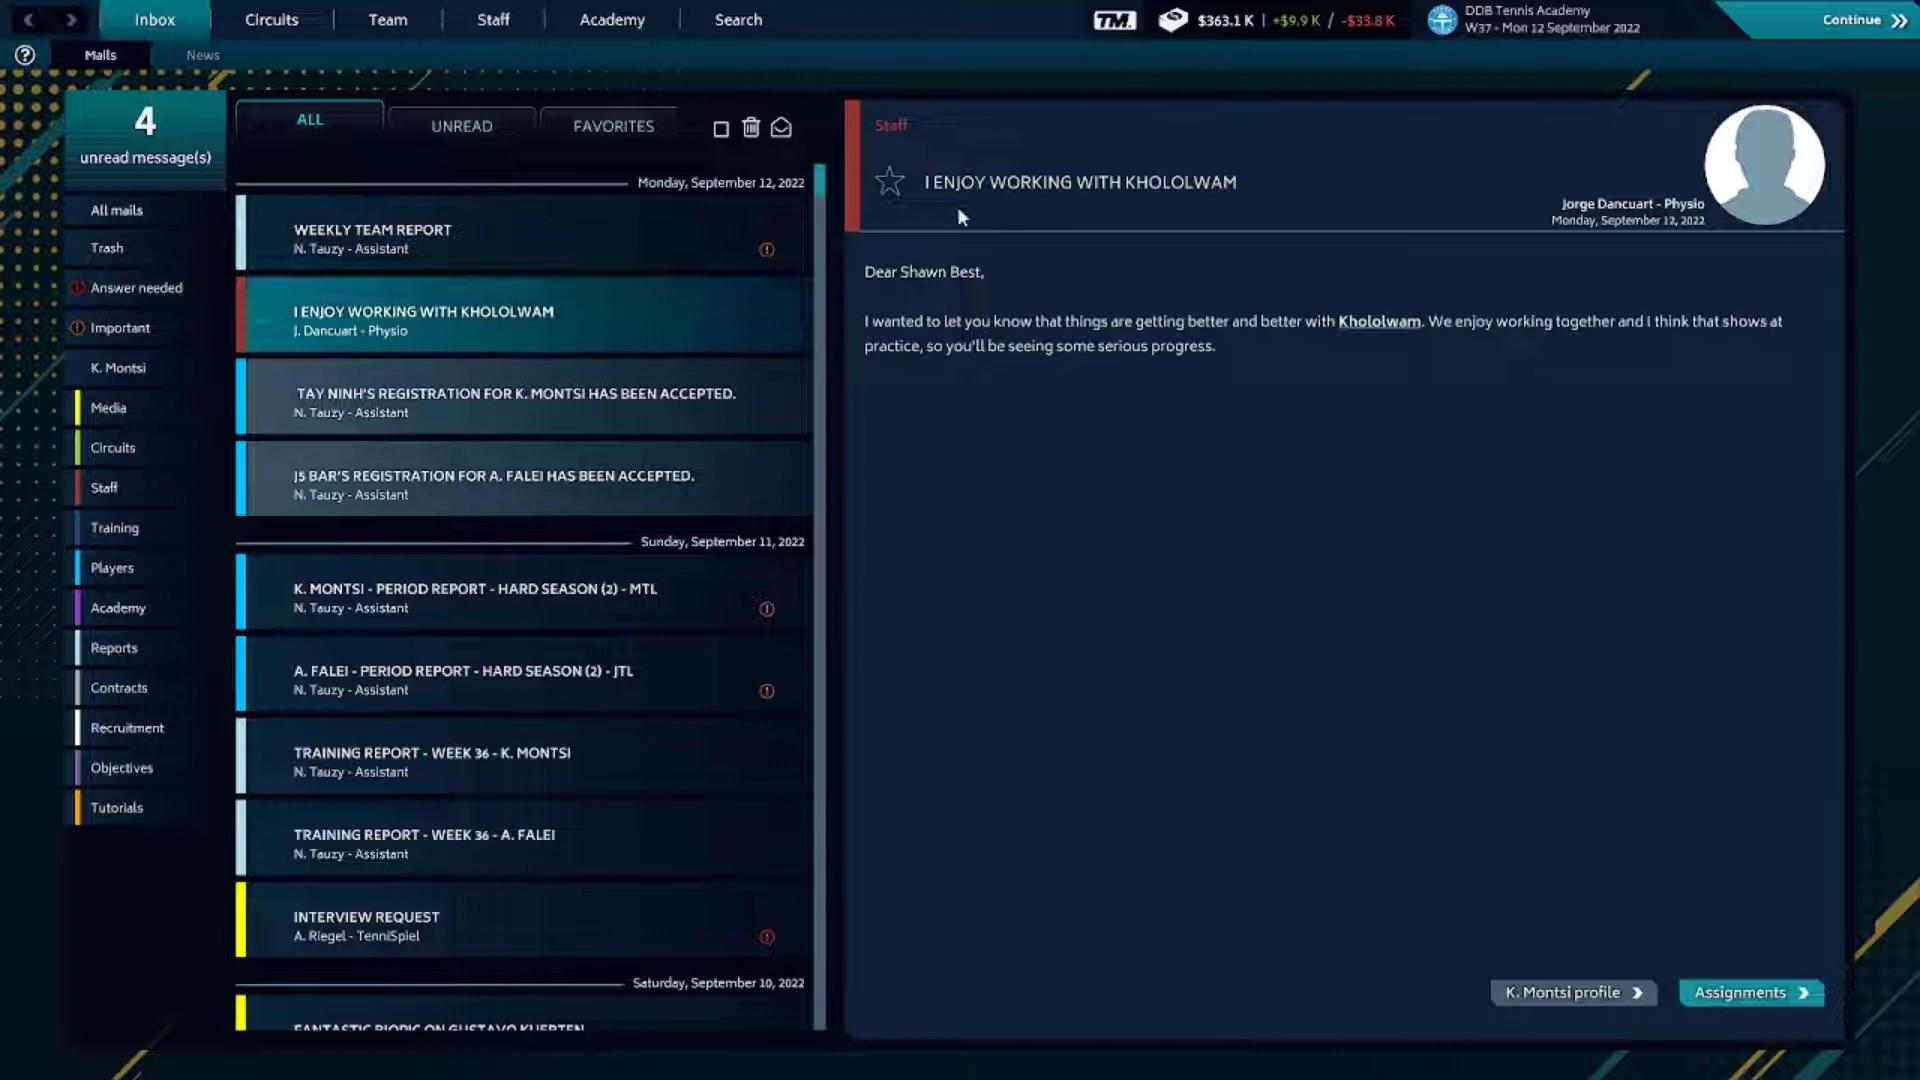 Inbox
Circuits
Team
Staff
Academy
Search
TM.
$363.1 K | +$9.9 K / -$33.8 K
DDB Tennis Academy
W37 - Mon 12 September 2022
Continue
Mails
News
4
unread message(s)
All mails
Trash
Answer needed
Important
K. Montsi
Media
Circuits
Staff
Training
Players
Academy
Reports
Contracts
Recruitment
Objectives
Tutorials
ALL
UNREAD
FAVORITES
Monday, September 12, 2022
WEEKLY TEAM REPORT
N. Tauzy - Assistant
I ENJOY WORKING WITH KHOLOLWAM
J. Dancuart - Physio
TAY NINH'S REGISTRATION FOR K. MONTSI HAS BEEN ACCEPTED.
N. Tauzy - Assistant
J5 BAR'S REGISTRATION FOR A. FALEI HAS BEEN ACCEPTED.
N. Tauzy - Assistant
Sunday, September 11, 2022
K. MONTSI - PERIOD REPORT - HARD SEASON (2) - MTL
N. Tauzy - Assistant
A. FALEI - PERIOD REPORT - HARD SEASON (2) - JTL
N. Tauzy - Assistant
TRAINING REPORT - WEEK 36 - K. MONTSI
N. Tauzy - Assistant
TRAINING REPORT - WEEK 36 - A. FALEI
N. Tauzy - Assistant
INTERVIEW REQUEST
A. Riegel - TenniSpiel
Saturday, September 10, 2022
FANTASTIC BIOPIC ON GUSTAVO KUERTEN
Staff
I ENJOY WORKING WITH KHOLOLWAM
Jorge Dancuart - Physio
Monday, September 12, 2022
Dear Shawn Best,
I wanted to let you know that things are getting better and better with Khololwam. We enjoy working together and I think that shows at
practice, so you'll be seeing some serious progress.
K. Montsi profile
Assignments